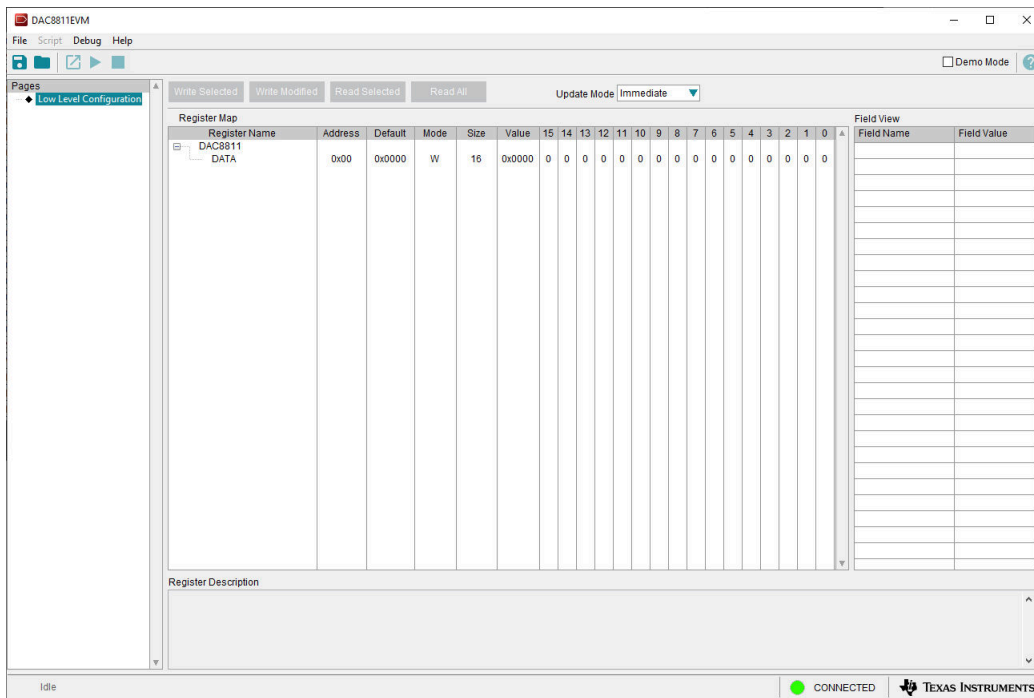 DAC8811EVM
File Script Debug Help
Demo Mode
Pages
Low Level Configuration
Write Selected Write Modified Read Selected Read All Update Mode Immediate
Register Map
Register Name Address Default Mode Size Value 15 14 13 12 11 10 9 8 7 6 5 4 3 2 1 0
DAC8811
DATA 0x00 0x0000 W 16 0x0000 0 0 0 0 0 0 0 0 0 0 0 0 0 0 0 0
Field View
Field Name Field Value
Register Description
Idle CONNECTED TEXAS INSTRUMENTS